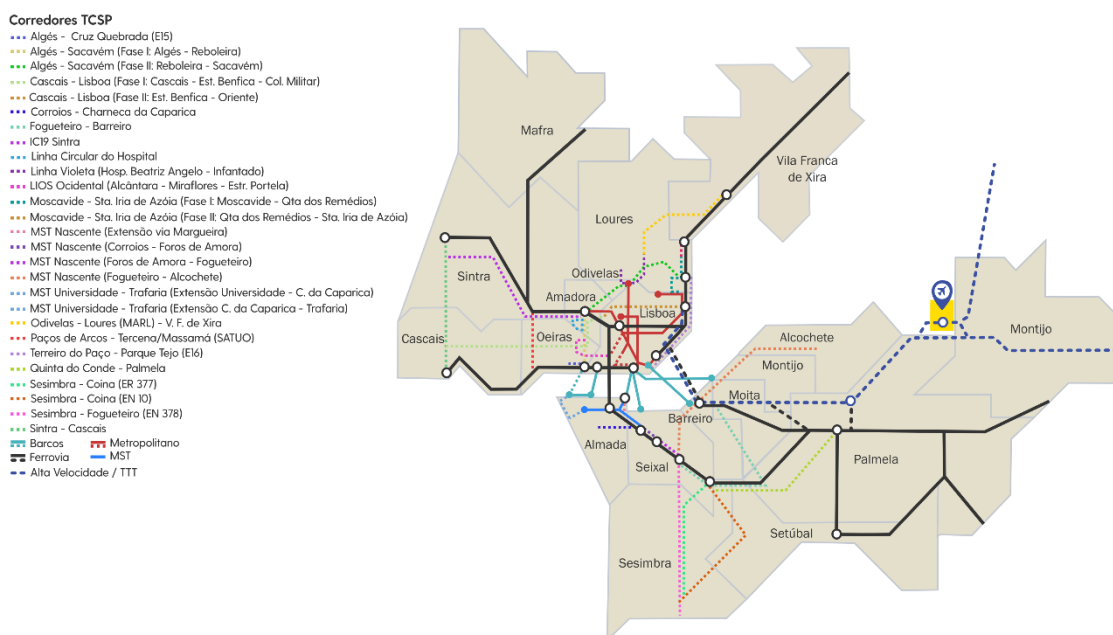 Corredores TCSP
Algés - Cruz Quebrada (E15)
Algés - Sacavém (Fase I: Algés - Reboleira)
Algés - Sacavém (Fase II: Reboleira - Sacavém)
Cascais - Lisboa (Fase I: Cascais - Est. Benfica - Col. Militar)
Cascais - Lisboa (Fase II: Est. Benfica - Oriente)
Corroios - Charneca da Caparica
Fogueteiro - Barreiro
IC19 Sintra
Linha Circular do Hospital
Linha Violeta (Hosp. Beatriz Angelo - Infantado)
LIOS Ocidental (Alcântara - Miraflores - Estr. Portela)
Moscavide - Sta. Iria de Azóia (Fase I: Moscavide - Qta dos Remédios)
Moscavide - Sta. Iria de Azóia (Fase II: Qta dos Remédios - Sta. Iria de Azóia)
MST Nascente (Extensão via Margueira)
MST Nascente (Corroios - Foros de Amora)
MST Nascente (Foros de Amora - Fogueteiro)
MST Nascente (Fogueteiro - Alcochete)
MST Universidade - Trafaria (Extensão Universidade - C. da Caparica)
MST Universidade - Trafaria (Extensão C. da Caparica - Trafaria)
Odivelas - Loures (MARL) - V. F. de Xira
Paços de Arcos - Tercena/Massamá (SATUO)
Terreiro do Paço - Parque Tejo (E16)
Quinta do Conde - Palmela
Sesimbra - Coina (ER 377)
Sesimbra - Coina (EN 10)
Sesimbra - Fogueteiro (EN 378)
Sintra - Cascais
Barcos
Metropolitano
Ferrovia
MST
Alta Velocidade / TTT
Mafra
Vila Franca
de Xira
Loures
Sintra
Odivelas
Amadora
Lisboa
Cascais
Oeiras
Alcochete
Montijo
Montijo
Moita
Barreiro
Almada
Seixal
Palmela
Setúbal
Sesimbra